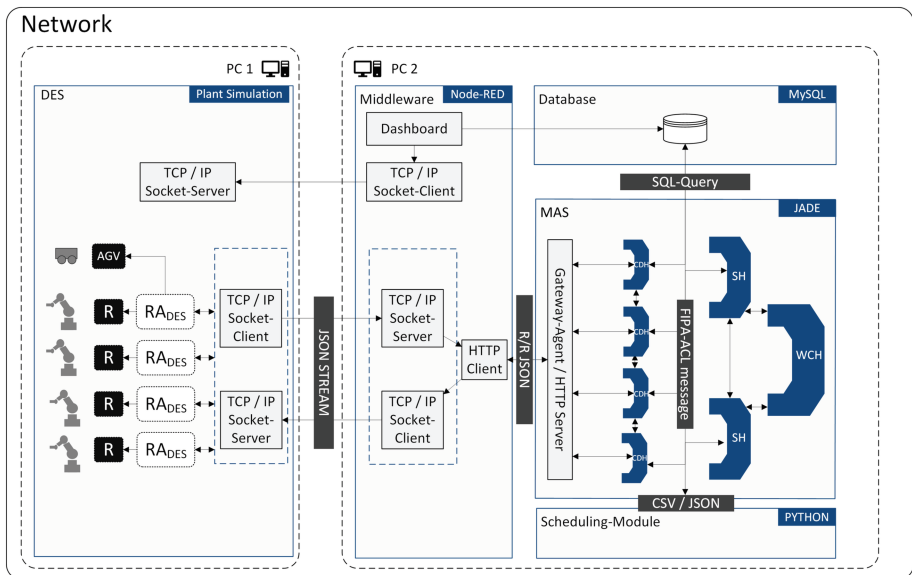 Network
PC 1
DES
Plant Simulation
TCP / IP
Socket-Server
AGV
R
RADES
R
RADES
R
RADES
R
RADES
TCP / IP
Socket-
Client
TCP / IP
Socket-
Server
JSON STREAM
PC 2
Middleware
Node-RED
Dashboard
TCP / IP
Socket-Client
TCP / IP
Socket-
Server
TCP / IP
Socket-
Client
HTTP
Client
R/R JSON
Database
MySQL
SQL-Query
MAS
JADE
Gateway-Agent / HTTP Server
CDH
CDH
CDH
CDH
FIPA-ACL message
SH
SH
WCH
CSV / JSON
Scheduling-Module
PYTHON